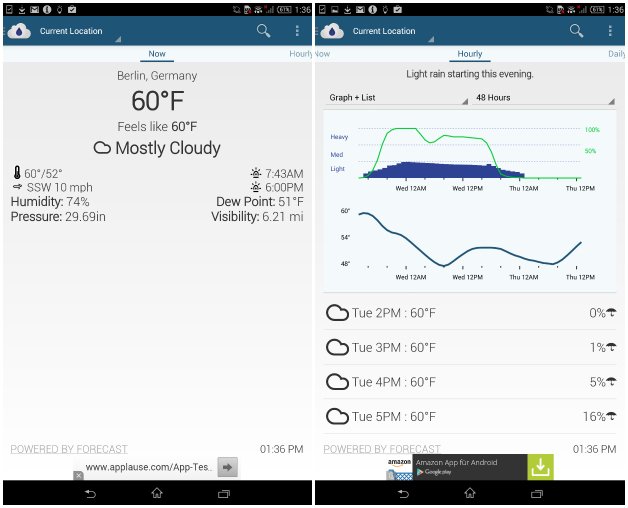 61% 1:36
Current Location
Now
Hourly
Berlin, Germany
60°F
Feels like 60°F
Mostly Cloudy
60°/52°
7:43AM
SSW 10 mph
6:00PM
Humidity: 74%
Dew Point: 51°F
Pressure: 29.69in
Visibility: 6.21 mi
POWERED BY FORECAST
01:36 PM
www.applause.com/App-Tes..
61% 1:36
Current Location
Now
Hourly
Daily
Light rain starting this evening.
Graph + List
48 Hours
Heavy
100%
Med
50%
Light
Wed 12AM
Wed 12PM
Thu 12AM
Thu 12PM
60°
54°
48°
Wed 12AM
Wed 12PM
Thu 12AM
Thu 12PM
Tue 2PM : 60°F
0%
Tue 3PM : 60°F
1%
Tue 4PM : 60°F
5%
Tue 5PM : 60°F
16%
POWERED BY FORECAST
01:36 PM
amazon
Amazon App für Android
Google play